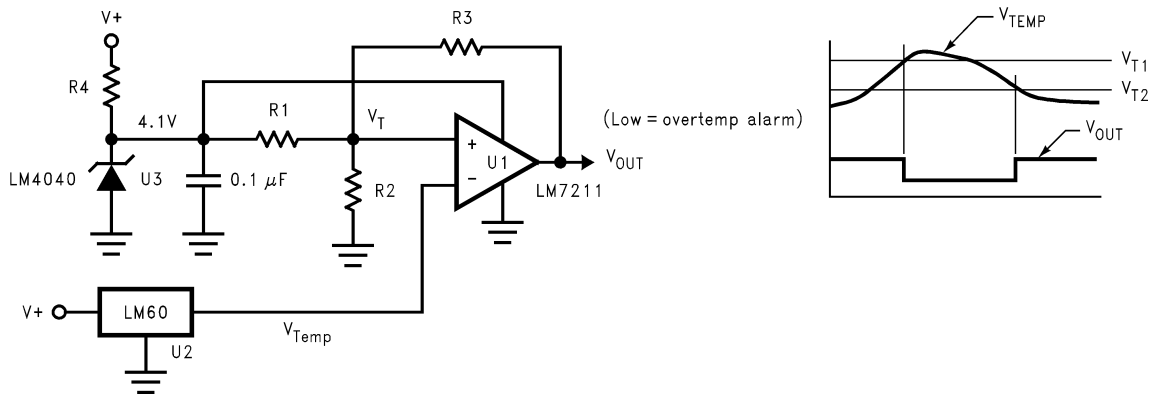 V+
R4
4.1V
R1
R3
V_T
R2
+
−
U1
LM4040
U3
0.1 μF
(Low = overtemp alarm)
V_OUT
LM7211
V+
LM60
U2
V_Temp
V_TEMP
V_T1
V_T2
V_OUT